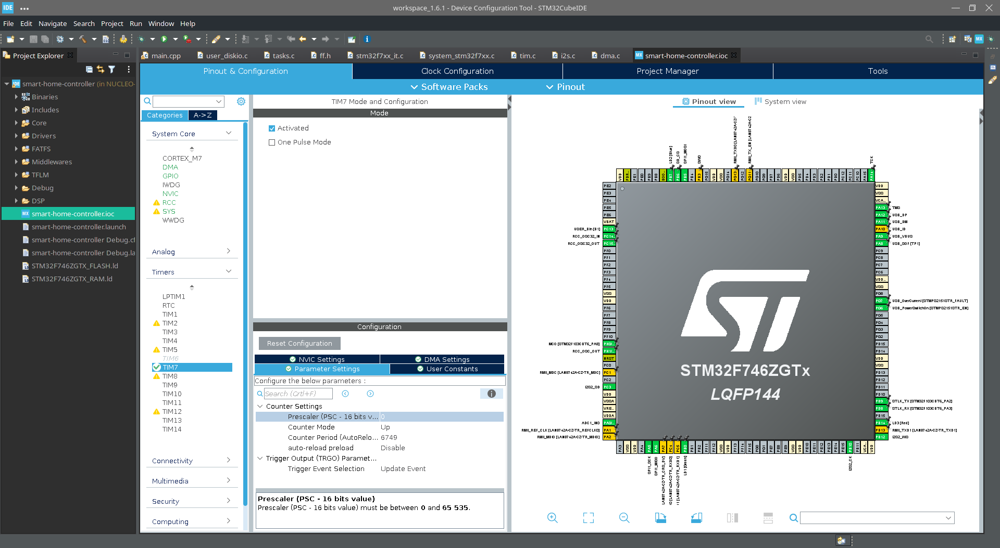 IDE
workspace_1.6.1 - Device Configuration Tool - STM32CubeIDE
File Edit Navigate Search Project Run Window Help
Project Explorer
main.cpp
user_diskio.c
tasks.c
ff.h
stm32f7xx_it.c
system_stm32f7xx.c
tim.c
i2s.c
dma.c
MX smart-home-controller.ioc
smart-home-controller (in NUCLEO-
Binaries
Includes
Core
Drivers
FATFS
Middlewares
TFLM
Debug
DSP
MX smart-home-controller.ioc
smart-home-controller.launch
smart-home-controller Debug.cf
smart-home-controller Debug.la
STM32F746ZGTX_FLASH.ld
STM32F746ZGTX_RAM.ld
Pinout & Configuration
Clock Configuration
Project Manager
Tools
Software Packs
Pinout
Categories
A->Z
System Core
CORTEX_M7
DMA
GPIO
IWDG
NVIC
RCC
SYS
WWDG
Analog
Timers
LPTIM1
RTC
TIM1
TIM2
TIM3
TIM4
TIM5
TIM6
TIM7
TIM8
TIM9
TIM10
TIM11
TIM12
TIM13
TIM14
Connectivity
Multimedia
Security
Computing
TIM7 Mode and Configuration
Mode
Activated
One Pulse Mode
Configuration
Reset Configuration
NVIC Settings
DMA Settings
Parameter Settings
User Constants
Configure the below parameters :
Search (Crtl+F)
Counter Settings
Prescaler (PSC - 16 bits v... 0
Counter Mode Up
Counter Period (AutoRelo... 6749
auto-reload preload Disable
Trigger Output (TRGO) Paramet...
Trigger Event Selection Update Event
Prescaler (PSC - 16 bits value)
Prescaler (PSC - 16 bits value) must be between 0 and 65 535.
Pinout view
System view
LD2 [Blue]
SD_CS
SPI1_MOSI
SWO
RMII_TXD0 [LAN8742A-CZ-
RMII_TX_EN [LAN8742A-CZ
TCK
PE2
PE3
PE4
PE5
PE6
VBAT
USER_Btn [B1] PC13
RCC_OSC32_IN PC14..
RCC_OSC32_OUT PC15..
PF0
PF1
PF2
PF3
PF4
PF5
VSS
VDD
PF6
PF7
PF8
PF9
PF10
MCO [STM32F103CBT6_PA8] PH0/..
RCC_OSC_OUT PH1/..
NRST
PC0
RMII_MDC [LAN8742A-CZ-TR_MDC] PC1
PC2
I2S2_SD PC3
VDD
VSSA
VRE..
VDDA
ADC1_IN0 PA0/..
RMII_REF_CLK [LAN8742A-CZ-TR_REFCLK0] PA1
RMII_MDIO [LAN8742A-CZ-TR_MDIO] PA2
STM32F746ZGTx
LQFP144
VDD
VSS
VCA..
PA13 TMS
PA12 USB_DP
PA11 USB_DM
PA10 USB_ID
PA9 USB_VBUS
PA8 USB_SOF [TP1]
PC9
PC8
PC7
PC6
VDD..
VSS
PG8
PG7 USB_OverCurrent [STMPS2151STR_FAULT]
PG6 USB_PowerSwitchOn [STMPS2151STR_EN]
PG5
PG4
PG3
PG2
PD15
PD14
VDD
VSS
PD13
PD12
PD11
PD10
PD9 STLK_TX [STM32F103CBT6_PA2]
PD8 STLK_RX [STM32F103CBT6_PA3]
PB15
PB14 LD3 [Red]
PB13 RMII_TXD1 [LAN8742A-CZ-TR_TXD1]
PB12 I2S2_WS
SPI1_SCK
SPI1_MISO
LAN8742A-CZ-TR_CRS_DV]
LD1 [Green]
I2S2_CK